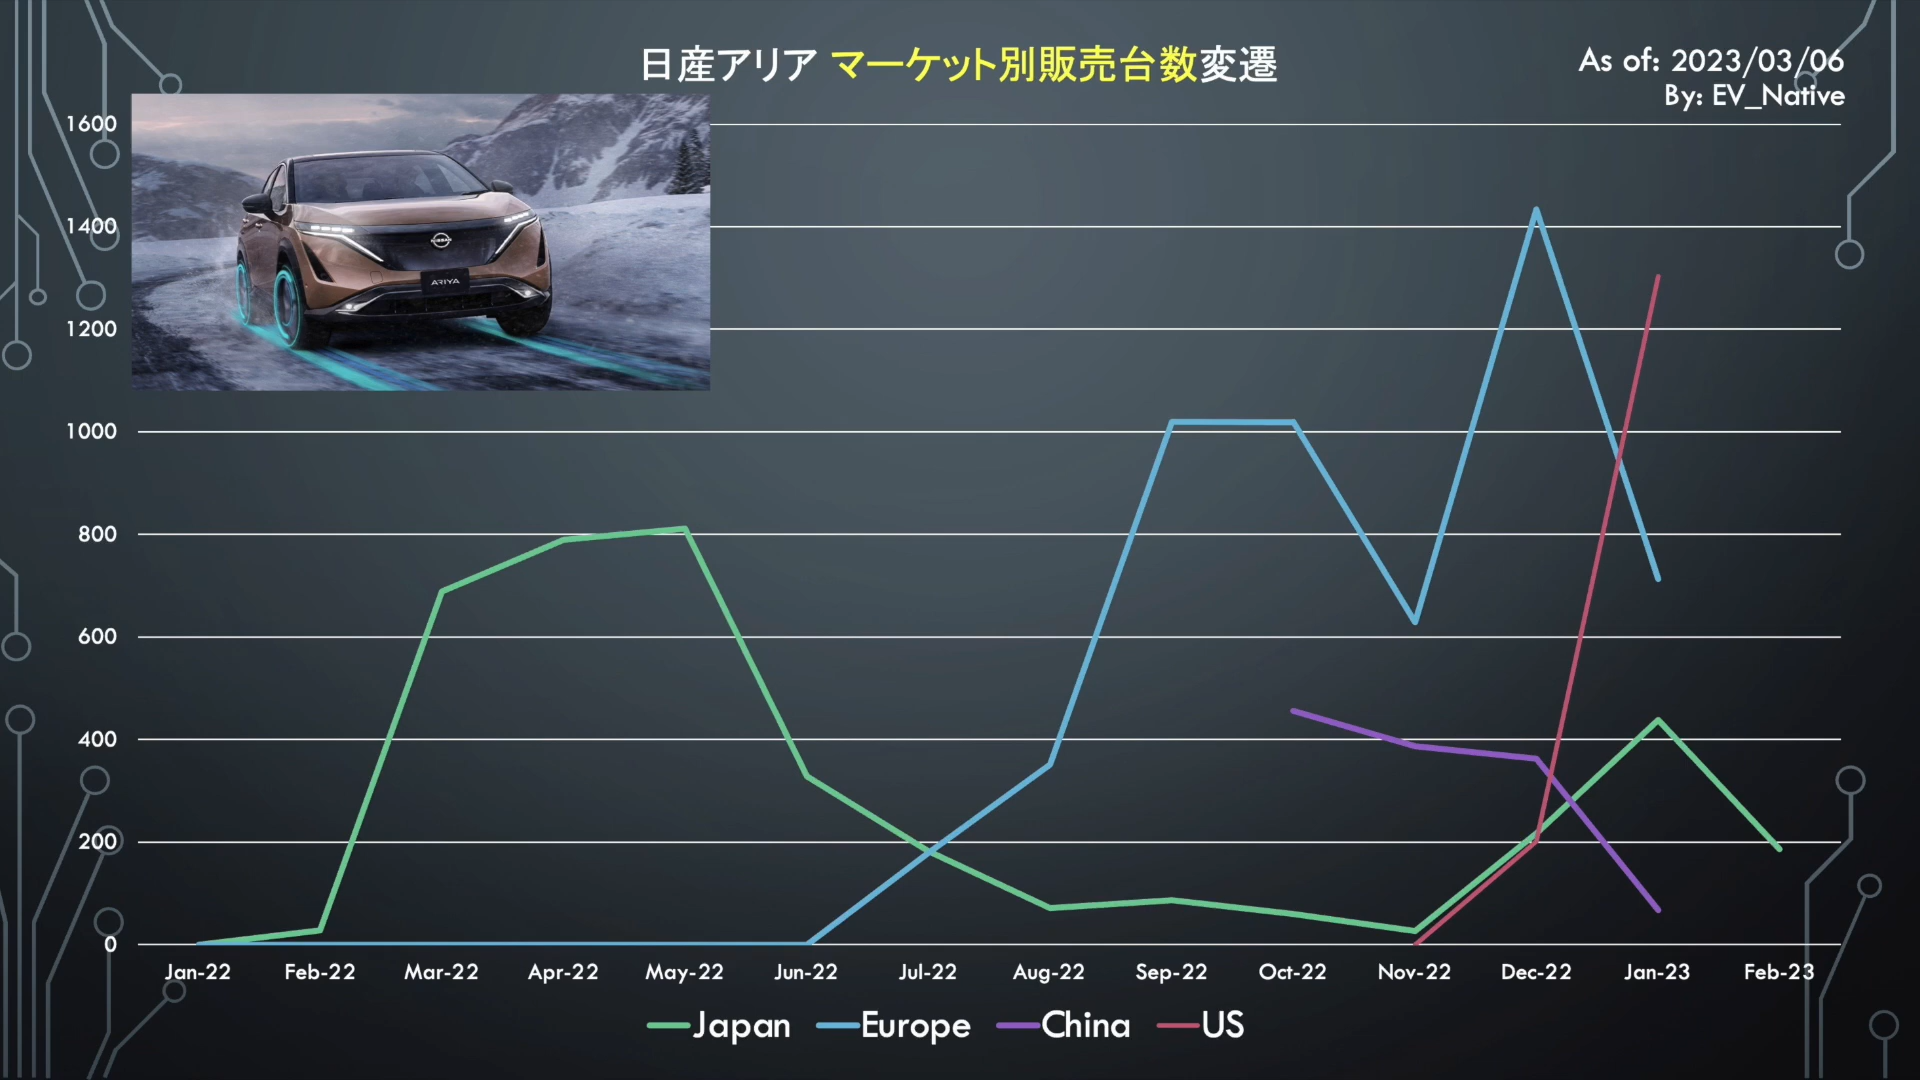 日産アリア マーケット別販売台数変遷
As of: 2023/03/06
By: EV_Native
1600
1400
1200
1000
800
600
400
200
0
NISSAN
ARIYA
Jan-22 Feb-22 Mar-22 Apr-22 May-22 Jun-22 Jul-22 Aug-22 Sep-22 Oct-22 Nov-22 Dec-22 Jan-23 Feb-23
Japan Europe China US